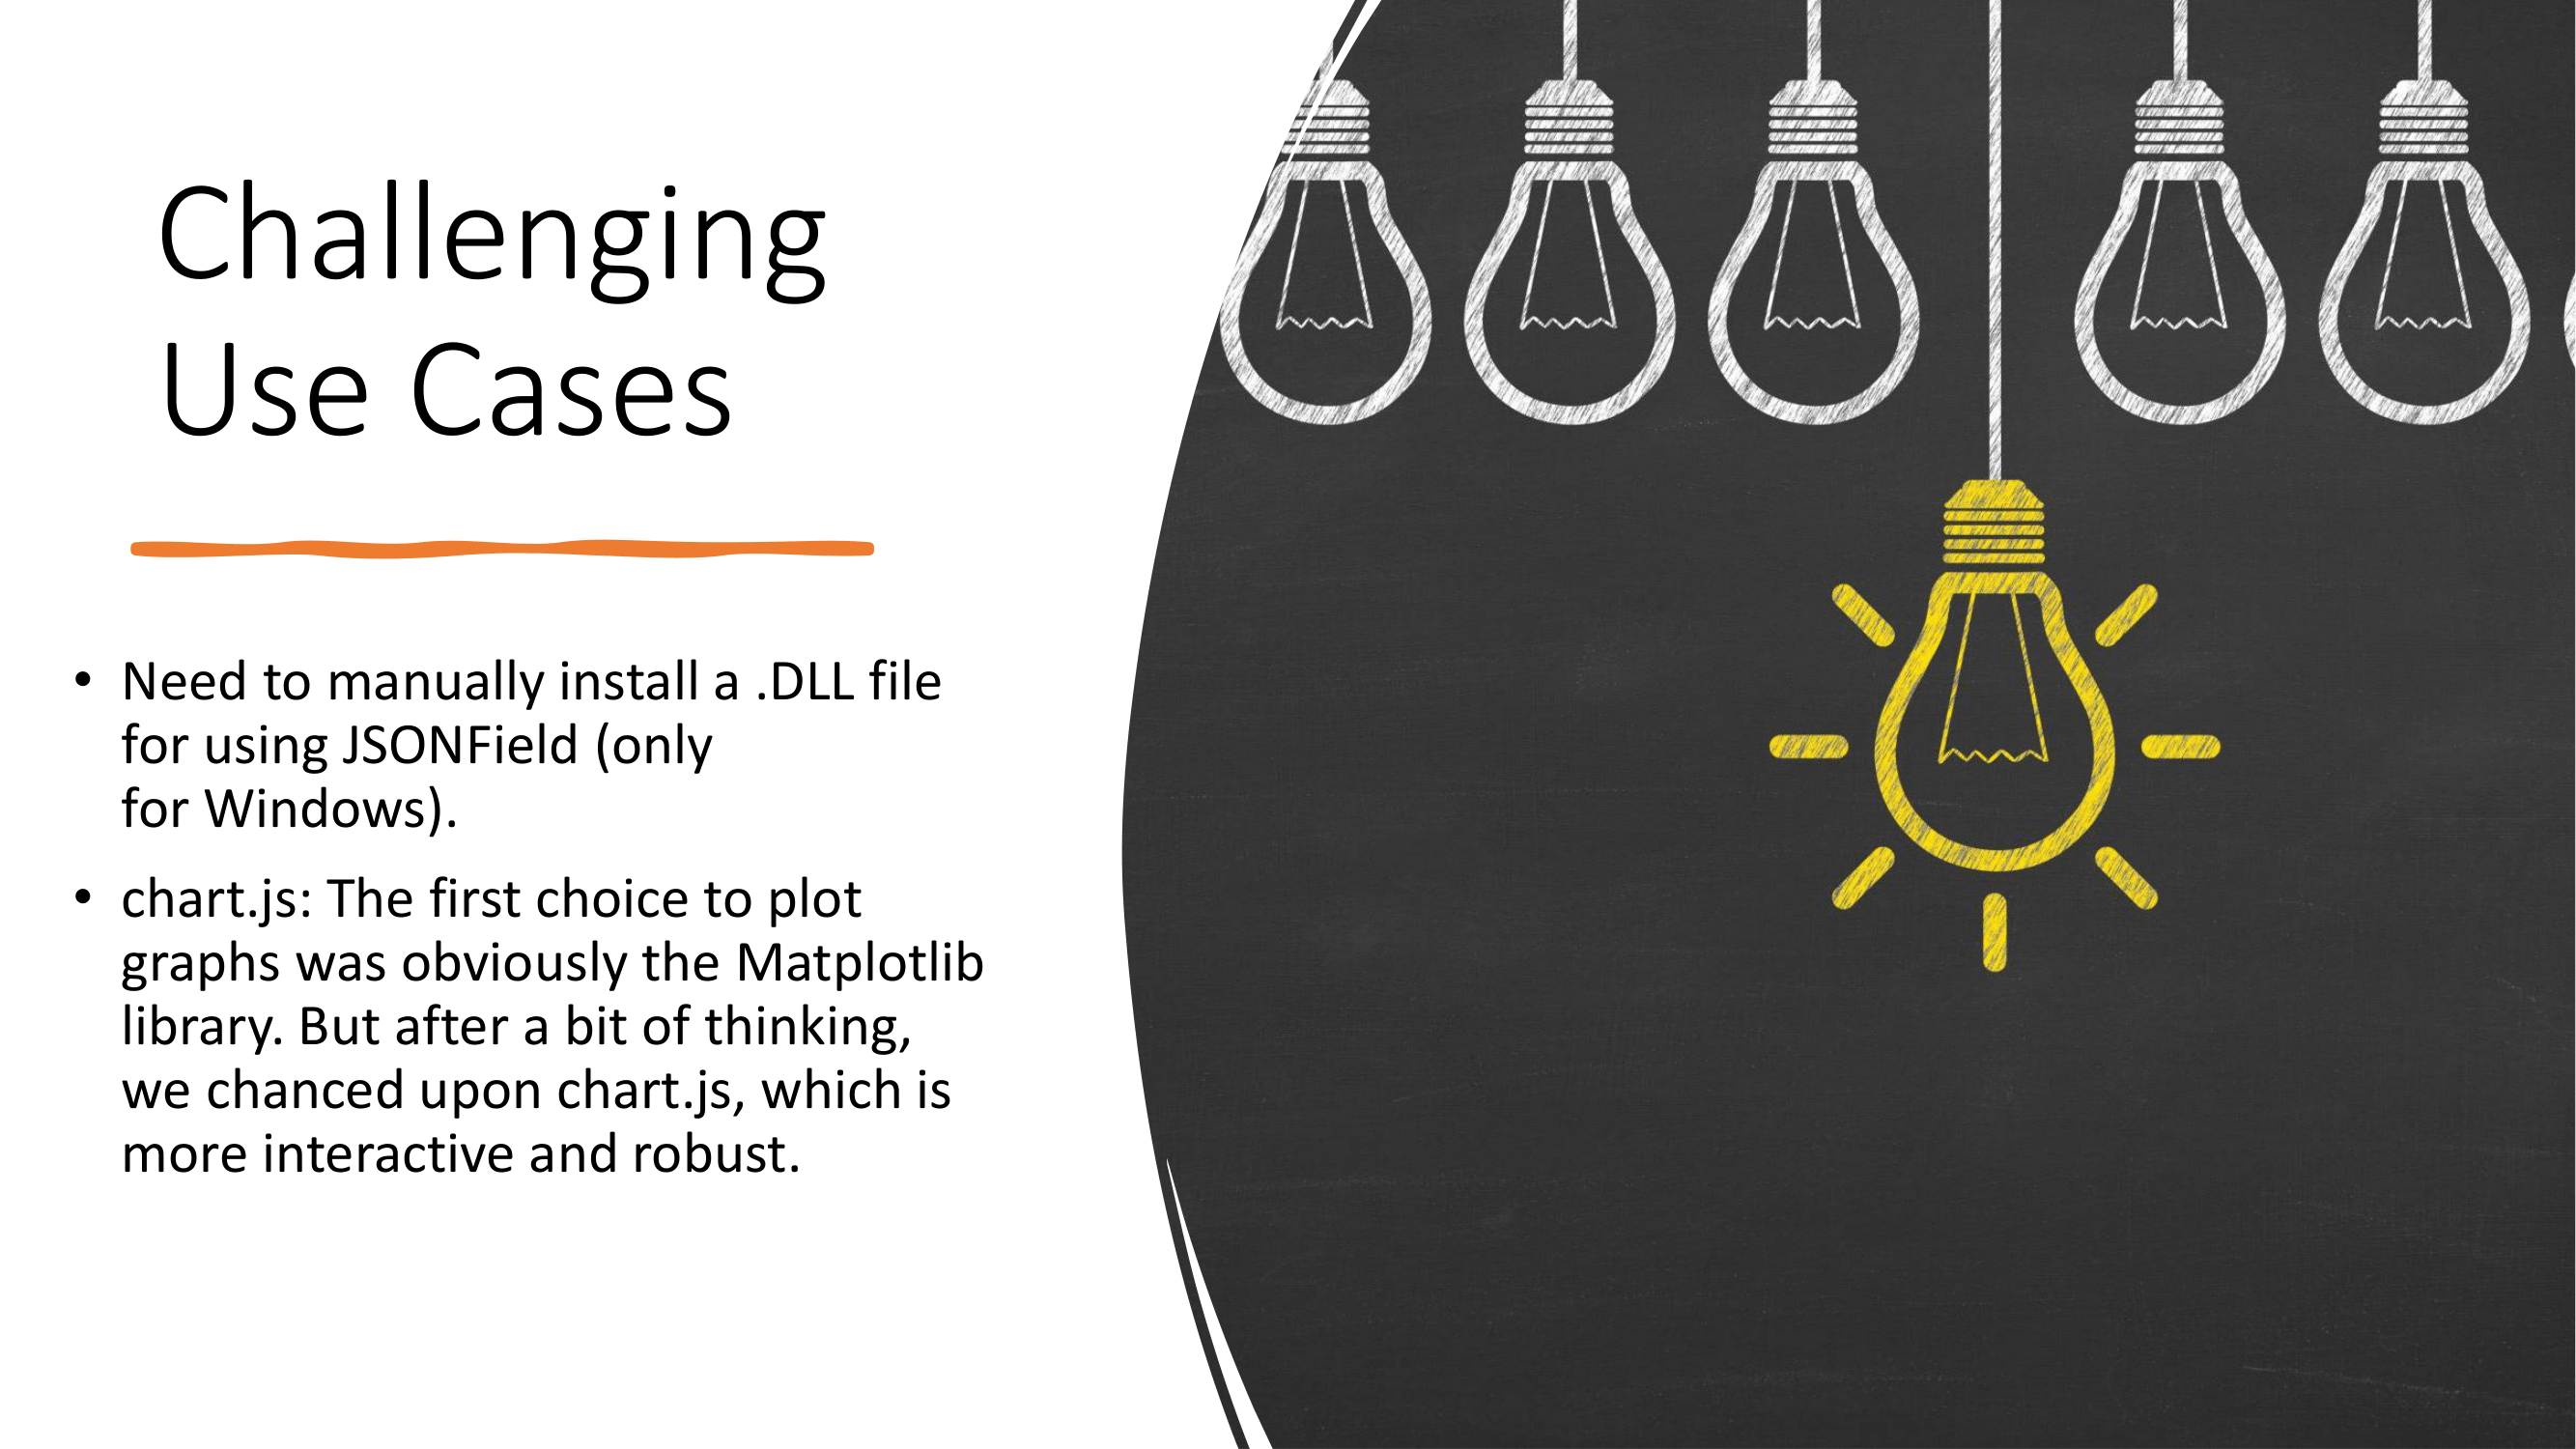 Challenging
Use Cases
• Need to manually install a .DLL file
for using JSONField (only
for Windows).
• chart.js: The first choice to plot
graphs was obviously the Matplotlib
library. But after a bit of thinking,
we chanced upon chart.js, which is
more interactive and robust.